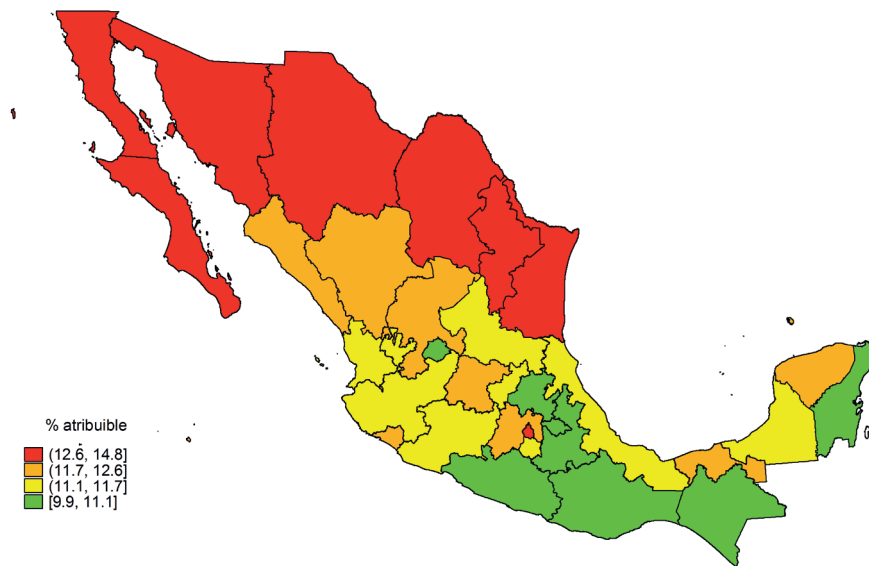 % atribuible
(12.6, 14.8]
(11.7, 12.6]
(11.1, 11.7]
[9.9, 11.1]